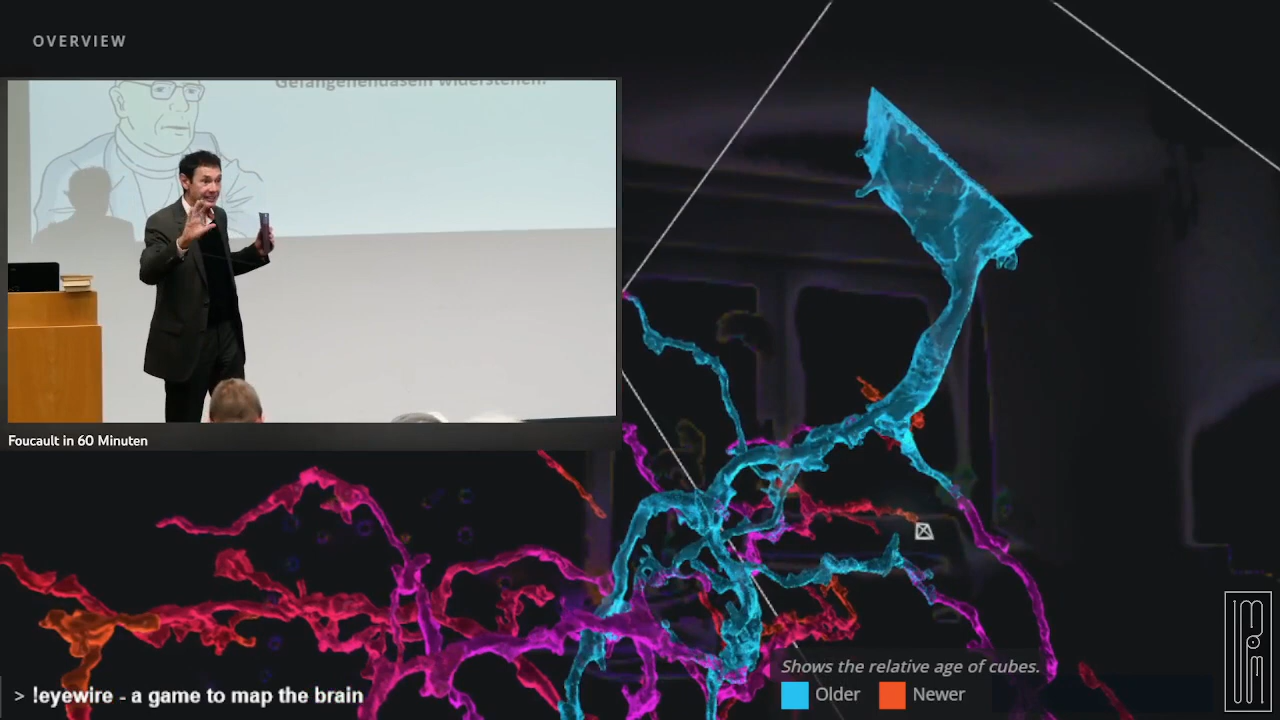 OVERVIEW
Gefangenendasein widerstehen!
Foucault in 60 Minuten
> !eyewire - a game to map the brain
Shows the relative age of cubes.
Older
Newer